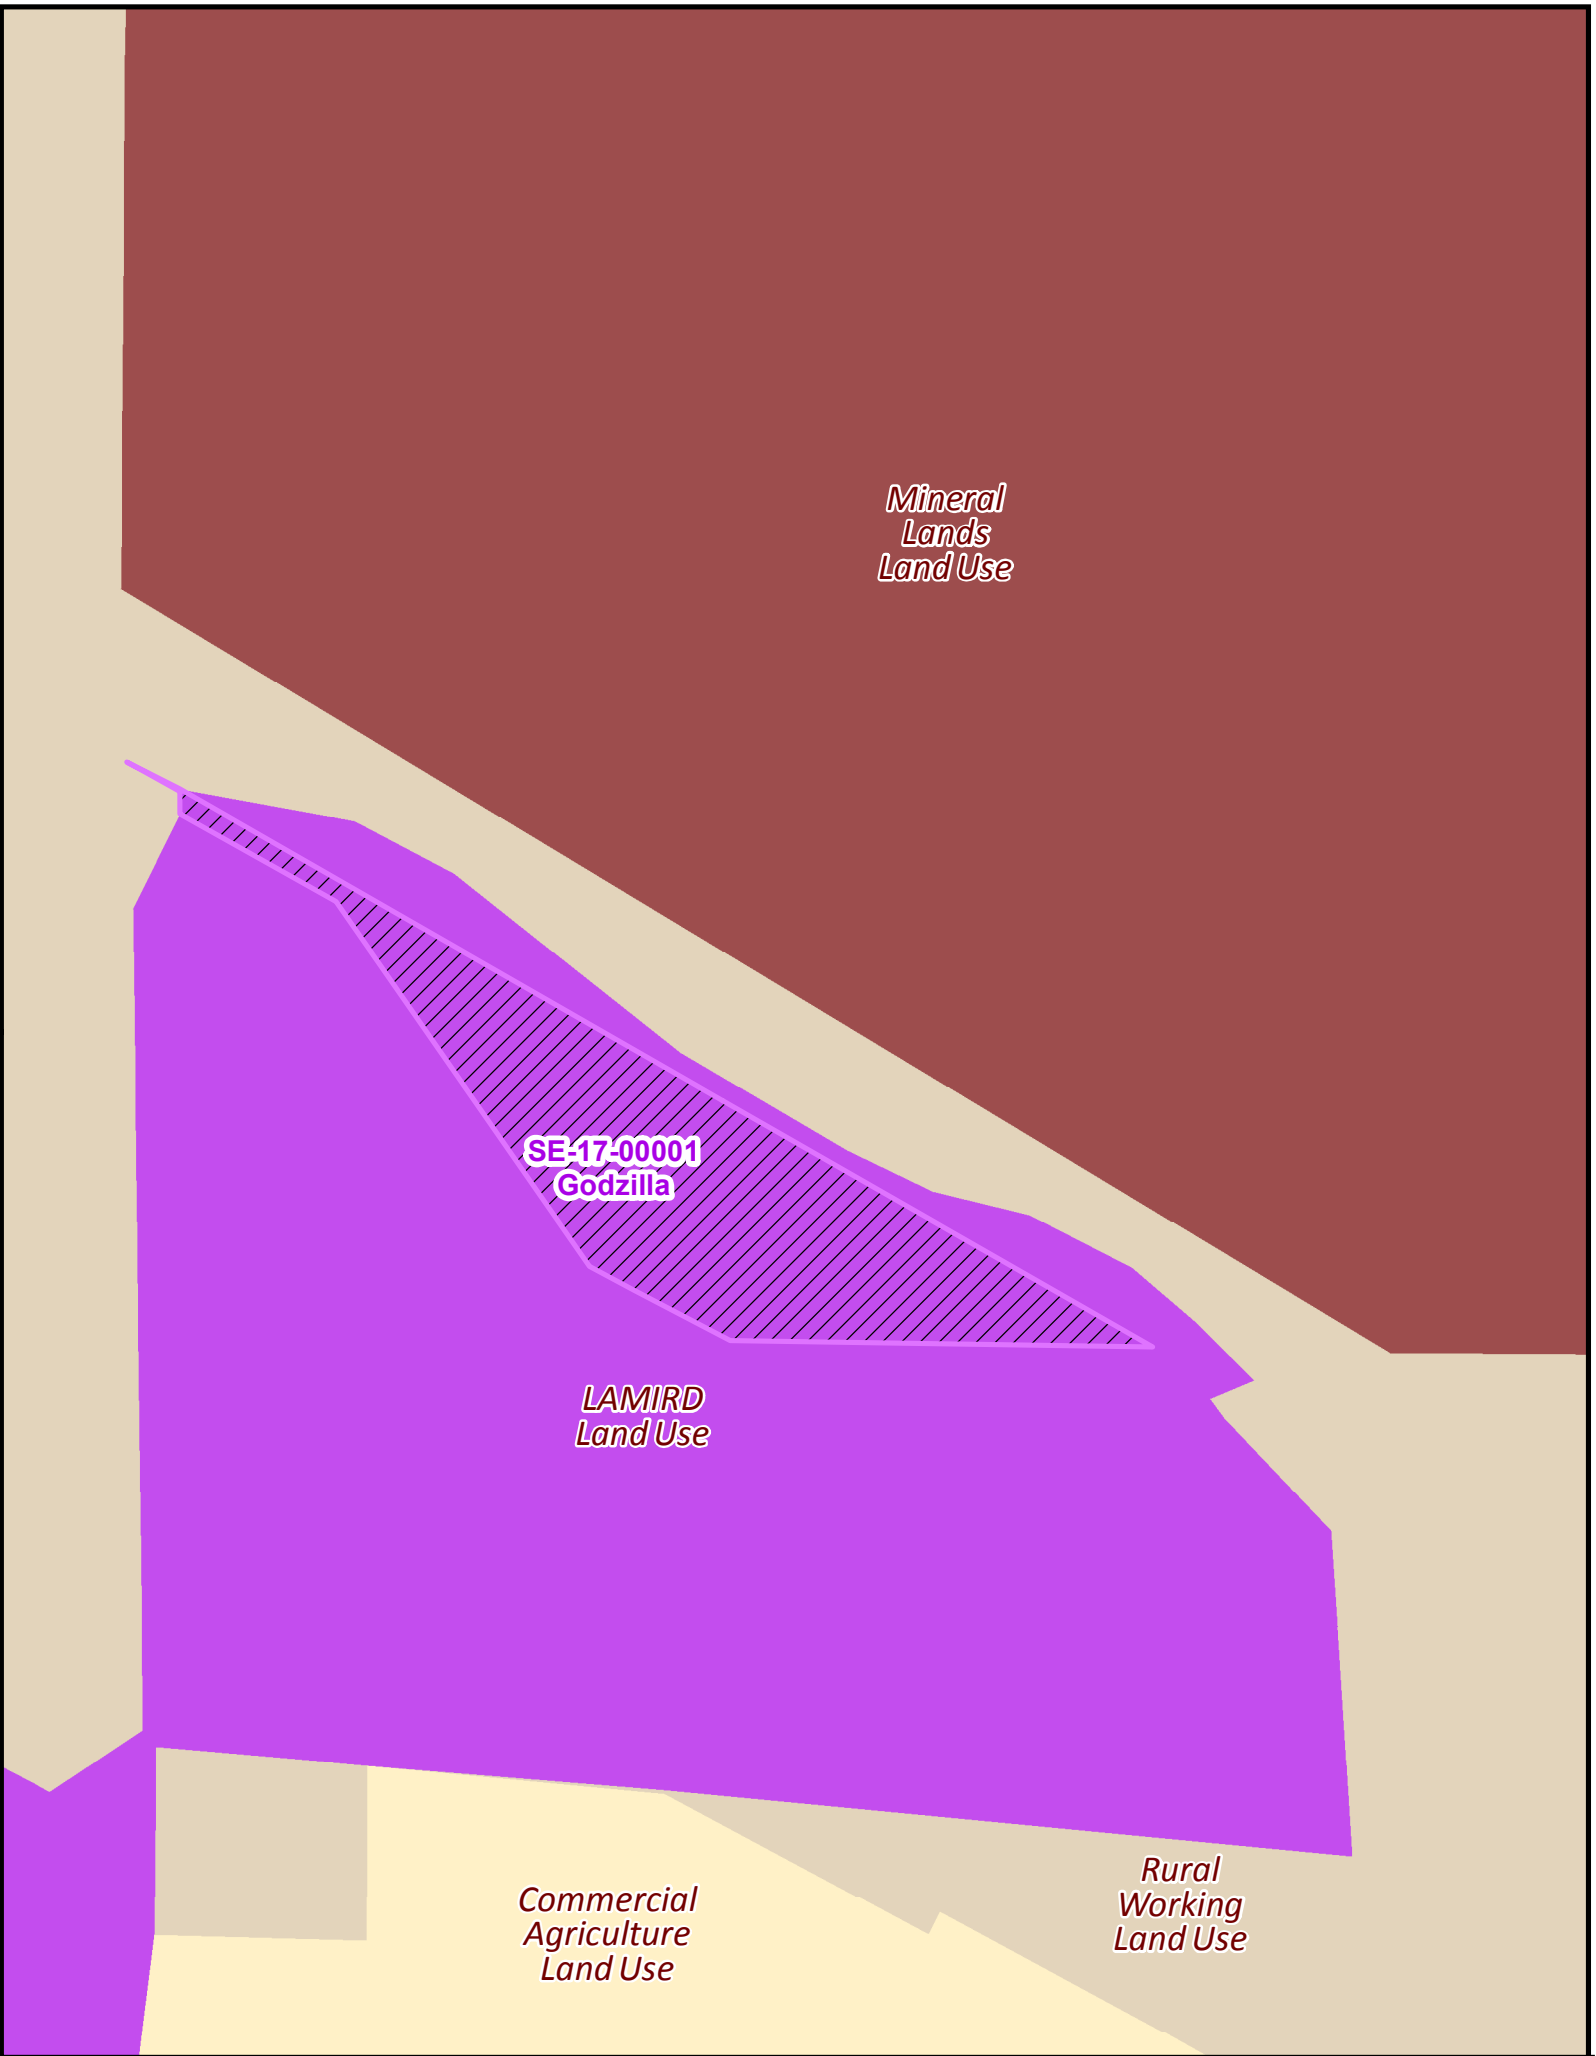 Mineral
Lands
Land Use
SE-17-00001
Godzilla
LAMIRD
Land Use
Commercial
Agriculture
Land Use
Rural
Working
Land Use